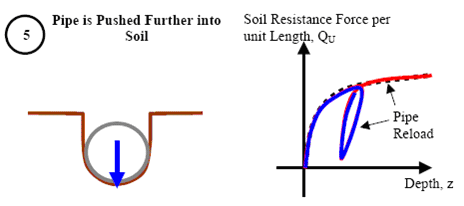 5
Pipe is Pushed Further into
Soil
Soil Resistance Force per
unit Length, QU
Pipe
Reload
Depth, z